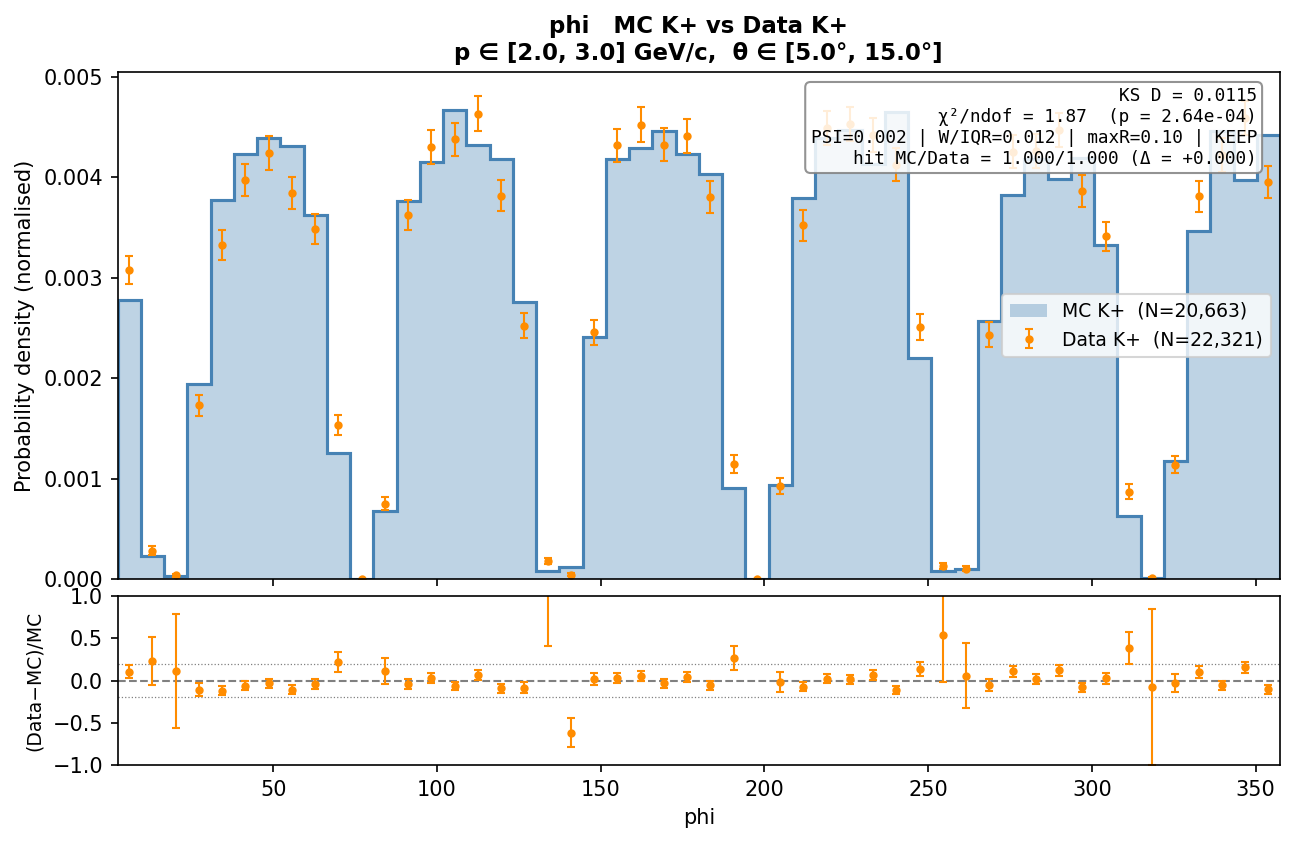 phi   MC K+ vs Data K+
p ∈ [2.0, 3.0] GeV/c,  θ ∈ [5.0°, 15.0°]
KS D = 0.0115
χ²/ndof = 1.87  (p = 2.64e-04)
PSI=0.002 | W/IQR=0.012 | maxR=0.10 | KEEP
hit MC/Data = 1.000/1.000 (Δ = +0.000)
MC K+  (N=20,663)
Data K+  (N=22,321)
Probability density (normalised)
0.005
0.004
0.003
0.002
0.001
0.000
(Data−MC)/MC
1.0
0.5
0.0
−0.5
−1.0
50 100 150 200 250 300 350
phi